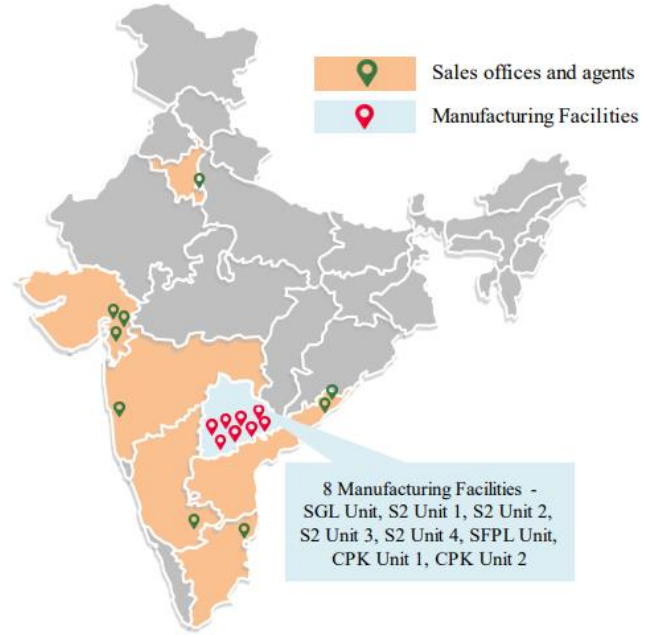 Sales offices and agents
Manufacturing Facilities
8 Manufacturing Facilities -
SGL Unit, S2 Unit 1, S2 Unit 2,
S2 Unit 3, S2 Unit 4, SFPL Unit,
CPK Unit 1, CPK Unit 2